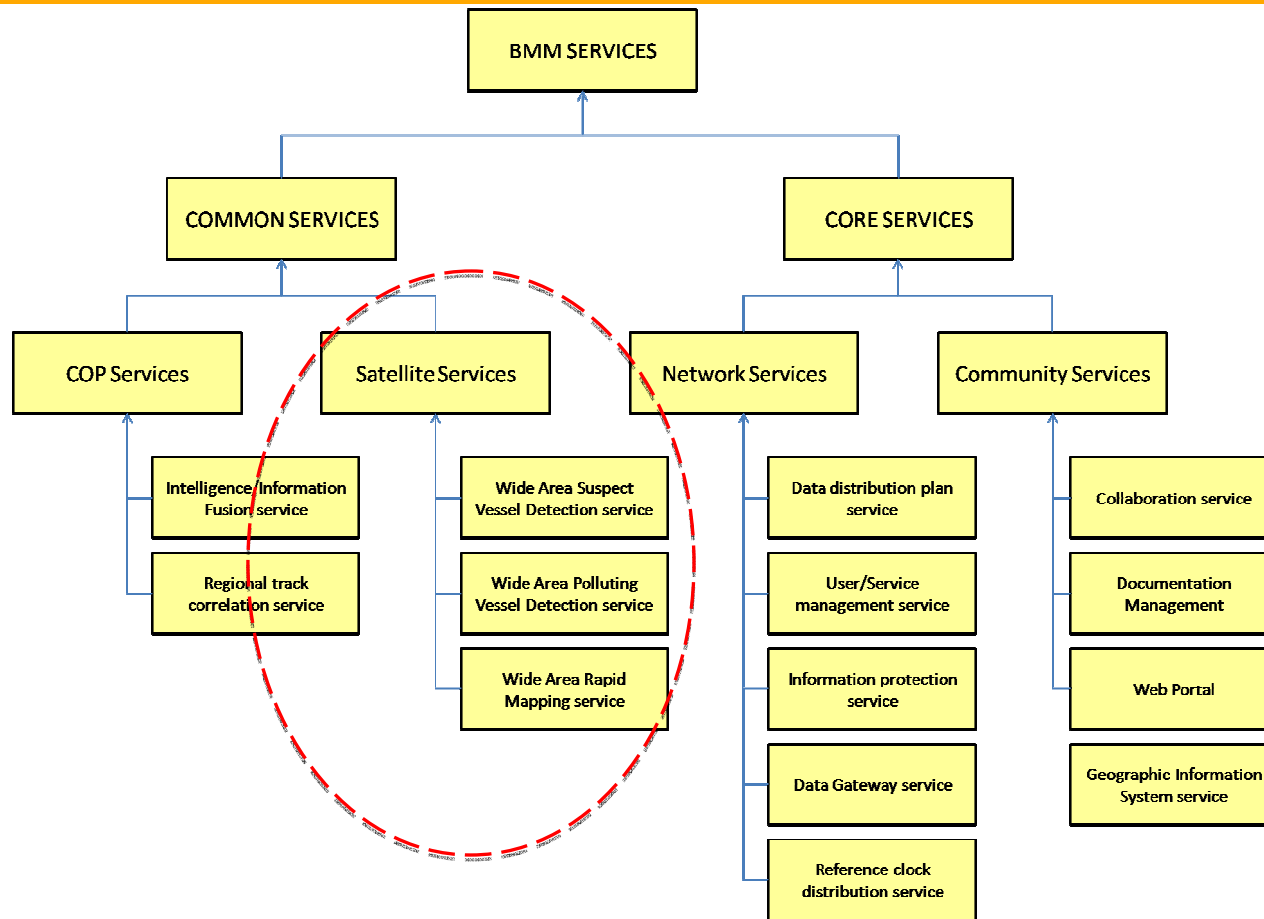 BMM SERVICES
COMMON SERVICES
CORE SERVICES
COP Services
Satellite Services
Network Services
Community Services
Intelligence/Information
Fusion service
Regional track
correlation service
Wide Area Suspect
Vessel Detection service
Wide Area Polluting
Vessel Detection service
Wide Area Rapid
Mapping service
Data distribution plan
service
User/Service
management service
Information protection
service
Data Gateway service
Reference clock
distribution service
Collaboration service
Documentation
Management
Web Portal
Geographic Information
System service